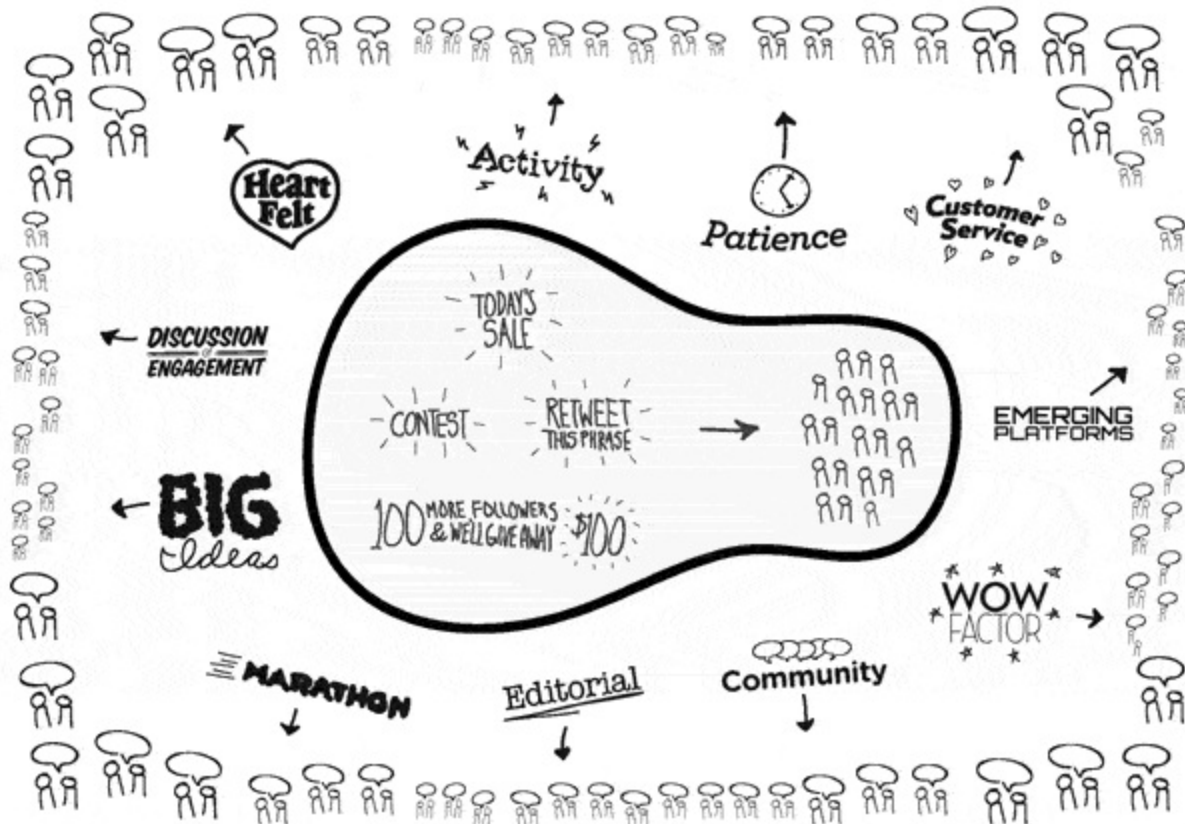 Heart
Felt
Activity
Patience
Customer
Service
DISCUSSION
or
ENGAGEMENT
TODAY'S
SALE
CONTEST
RETWEET
THIS PHRASE
EMERGING
PLATFORMS
BIG
Ideas
100 MORE FOLLOWERS
& WE'LL GIVE AWAY $100
WOW
FACTOR
MARATHON
Editorial
Community